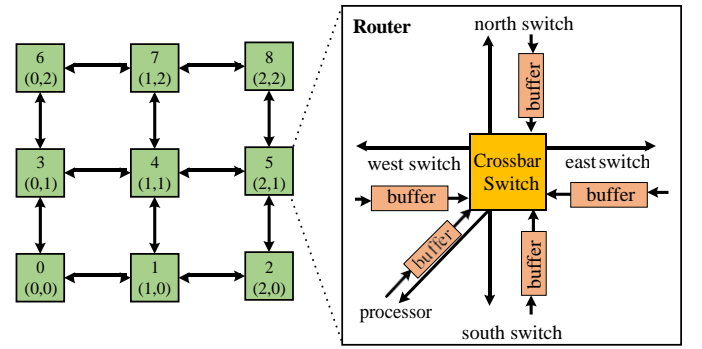 6
(0,2)
7
(1,2)
8
(2,2)
3
(0,1)
4
(1,1)
5
(2,1)
0
(0,0)
1
(1,0)
2
(2,0)
Router
north switch
buffer
west switch
Crossbar
Switch
east switch
buffer
buffer
buffer
buffer
processor
south switch